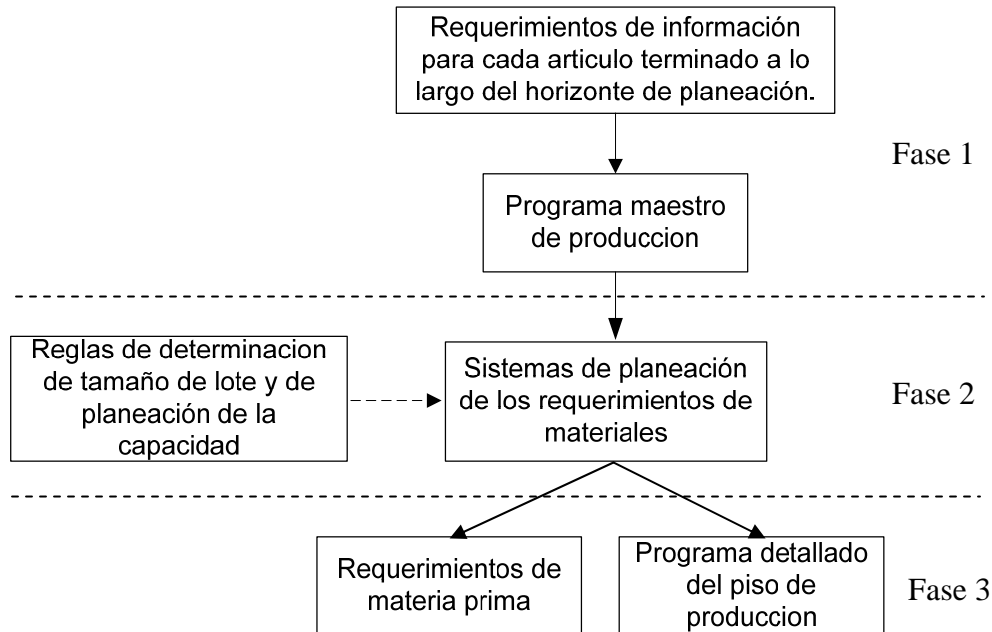 Requerimientos de información
para cada articulo terminado a lo
largo del horizonte de planeación.
Fase 1
Programa maestro
de produccion
Reglas de determinacion
de tamaño de lote y de
planeación de la
capacidad
Sistemas de planeación
de los requerimientos de
materiales
Fase 2
Requerimientos de
materia prima
Programa detallado
del piso de
produccion
Fase 3